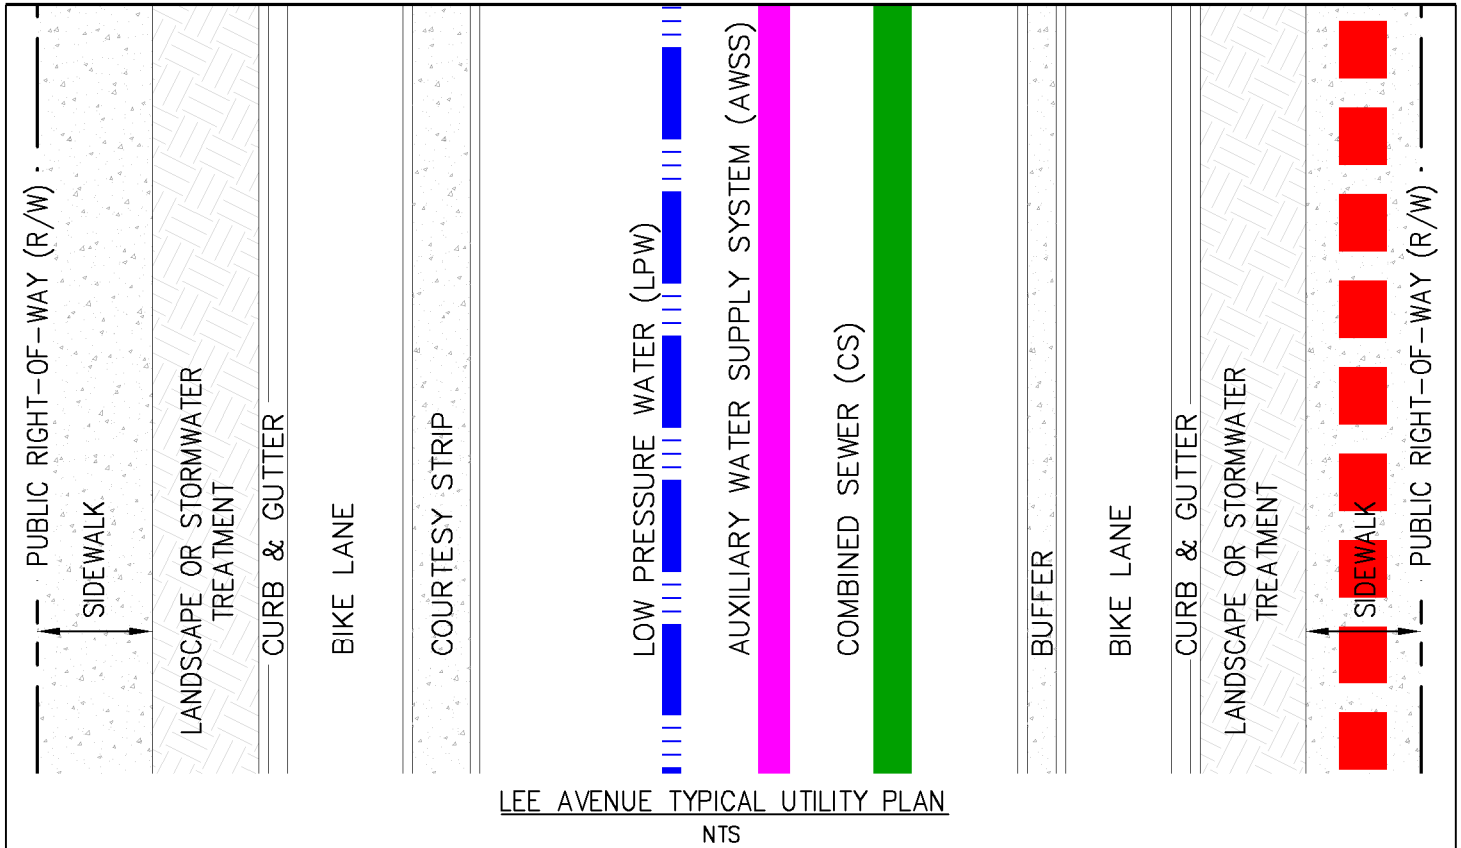 PUBLIC RIGHT-OF-WAY (R/W)
SIDEWALK
LANDSCAPE OR STORMWATER
TREATMENT
CURB & GUTTER
BIKE LANE
COURTESY STRIP
LOW PRESSURE WATER (LPW)
AUXILIARY WATER SUPPLY SYSTEM (AWSS)
COMBINED SEWER (CS)
BUFFER
BIKE LANE
CURB & GUTTER
LANDSCAPE OR STORMWATER
TREATMENT
SIDEWALK
PUBLIC RIGHT-OF-WAY (R/W)
LEE AVENUE TYPICAL UTILITY PLAN
NTS